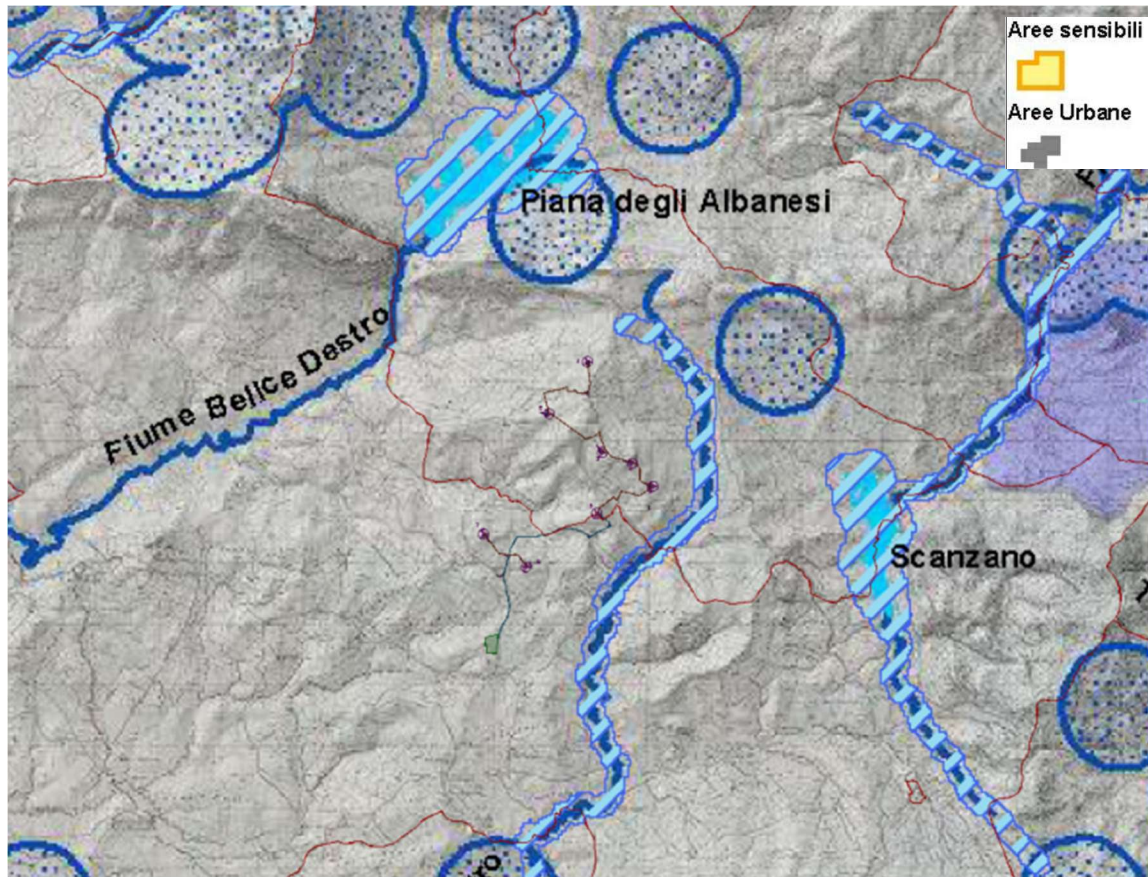 Aree sensibili
Aree Urbane
Piana degli Albanesi
Fiume Belice Destro
Scanzano